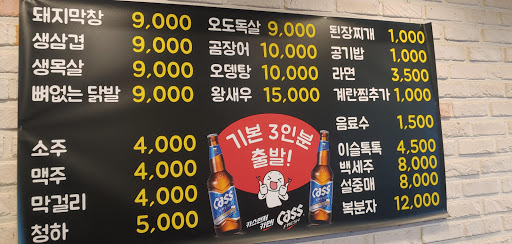 돼지막창 9,000
생삼겹 9,000
생목살 9,000
뼈없는 닭발 9,000
오도독살 9,000
곰장어 10,000
오뎅탕 10,000
왕새우 15,000
된장찌개 1,000
공기밥 1,000
라면 3,500
계란찜추가 1,000
음료수 1,500
소주 4,000
맥주 4,000
막걸리 4,000
청하 5,000
기본 3인분
출발!
Cass
카스와 Cass
Cass
이슬톡톡 4,500
백세주 8,000
설중매 8,000
복분자 12,000